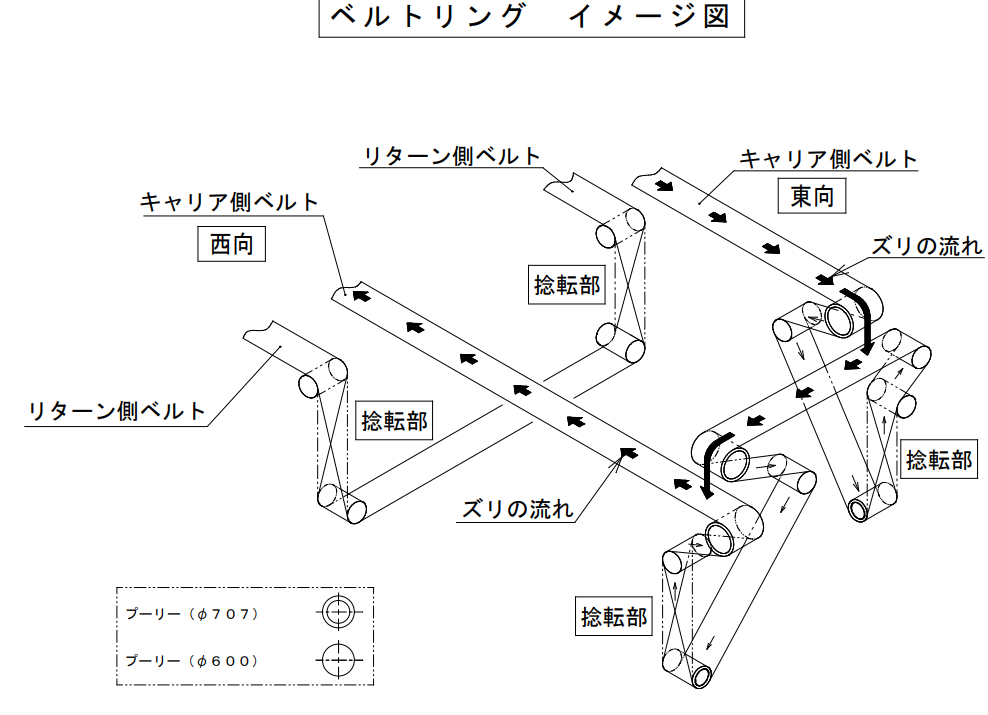 ベルトリング　イメージ図
リターン側ベルト
キャリア側ベルト
東向
キャリア側ベルト
西向
ズリの流れ
捻転部
リターン側ベルト
捻転部
捻転部
ズリの流れ
捻転部
プーリー（φ７０７）
プーリー（φ６００）